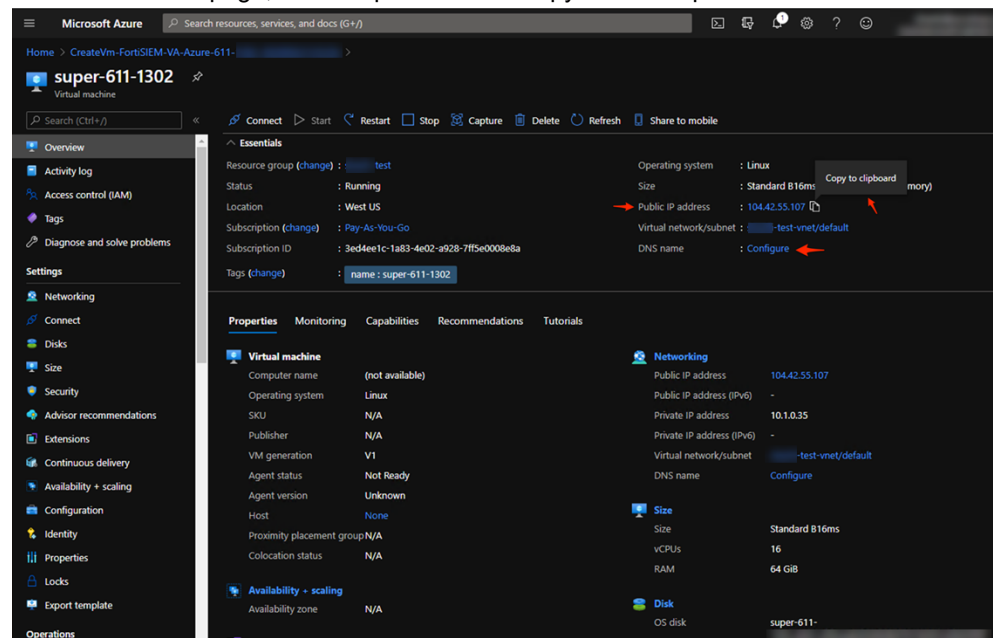 Microsoft Azure
Search resources, services, and docs (G+/)
Home > CreateVm-FortiSIEM-VA-Azure-611- >
super-611-1302
Virtual machine
Search (Ctrl+/)
«
Connect
Start
Restart
Stop
Capture
Delete
Refresh
Share to mobile
Overview
Activity log
Access control (IAM)
Tags
Diagnose and solve problems
Settings
Networking
Connect
Disks
Size
Security
Advisor recommendations
Extensions
Continuous delivery
Availability + scaling
Configuration
Identity
Properties
Locks
Export template
Operations
Essentials
Resource group (change) : test
Status : Running
Location : West US
Subscription (change) : Pay-As-You-Go
Subscription ID : 3ed4ee1c-1a83-4e02-a928-7ff5e0008e8a
Tags (change) : name : super-611-1302
Operating system : Linux
Size : Standard B16ms
Copy to clipboard
Public IP address : 104.42.55.107
Virtual network/subnet : -test-vnet/default
DNS name : Configure
Properties Monitoring Capabilities Recommendations Tutorials
Virtual machine
Computer name (not available)
Operating system Linux
SKU N/A
Publisher N/A
VM generation V1
Agent status Not Ready
Agent version Unknown
Host None
Proximity placement group N/A
Colocation status N/A
Availability + scaling
Availability zone N/A
Networking
Public IP address 104.42.55.107
Public IP address (IPv6) -
Private IP address 10.1.0.35
Private IP address (IPv6) -
Virtual network/subnet -test-vnet/default
DNS name Configure
Size
Size Standard B16ms
vCPUs 16
RAM 64 GiB
Disk
OS disk super-611-